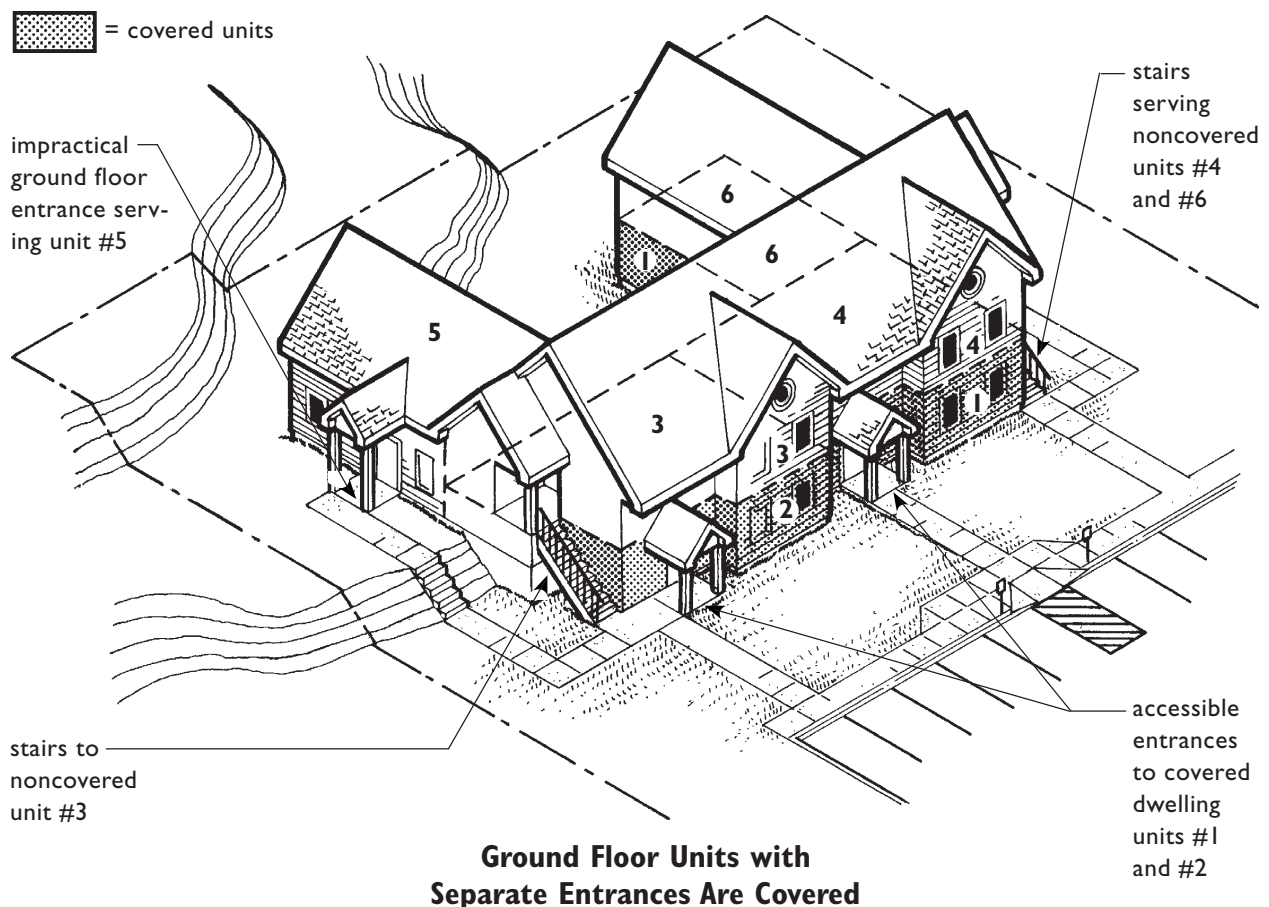 = covered units
impractical
ground floor
entrance serv-
ing unit #5
stairs
serving
noncovered
units #4
and #6
6
1
6
5
4
4
3
1
3
2
stairs to
noncovered
unit #3
accessible
entrances
to covered
dwelling
units #1
and #2
Ground Floor Units with
Separate Entrances Are Covered